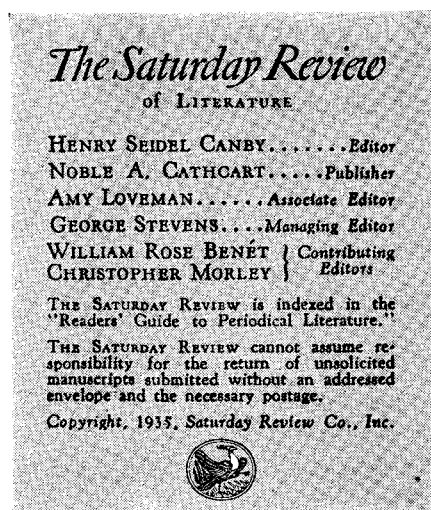 The Saturday Review
of LITERATURE
HENRY SEIDEL CANBY.......Editor
NOBLE A. CATHCART.....Publisher
AMY LOVEMAN......Associate Editor
GEORGE STEVENS....Managing Editor
WILLIAM ROSE BENÉT } Contributing
CHRISTOPHER MORLEY } Editors
THE SATURDAY REVIEW is indexed in the
"Readers' Guide to Periodical Literature."
THE SATURDAY REVIEW cannot assume re-
sponsibility for the return of unsolicited
manuscripts submitted without an addressed
envelope and the necessary postage.
Copyright, 1935, Saturday Review Co., Inc.